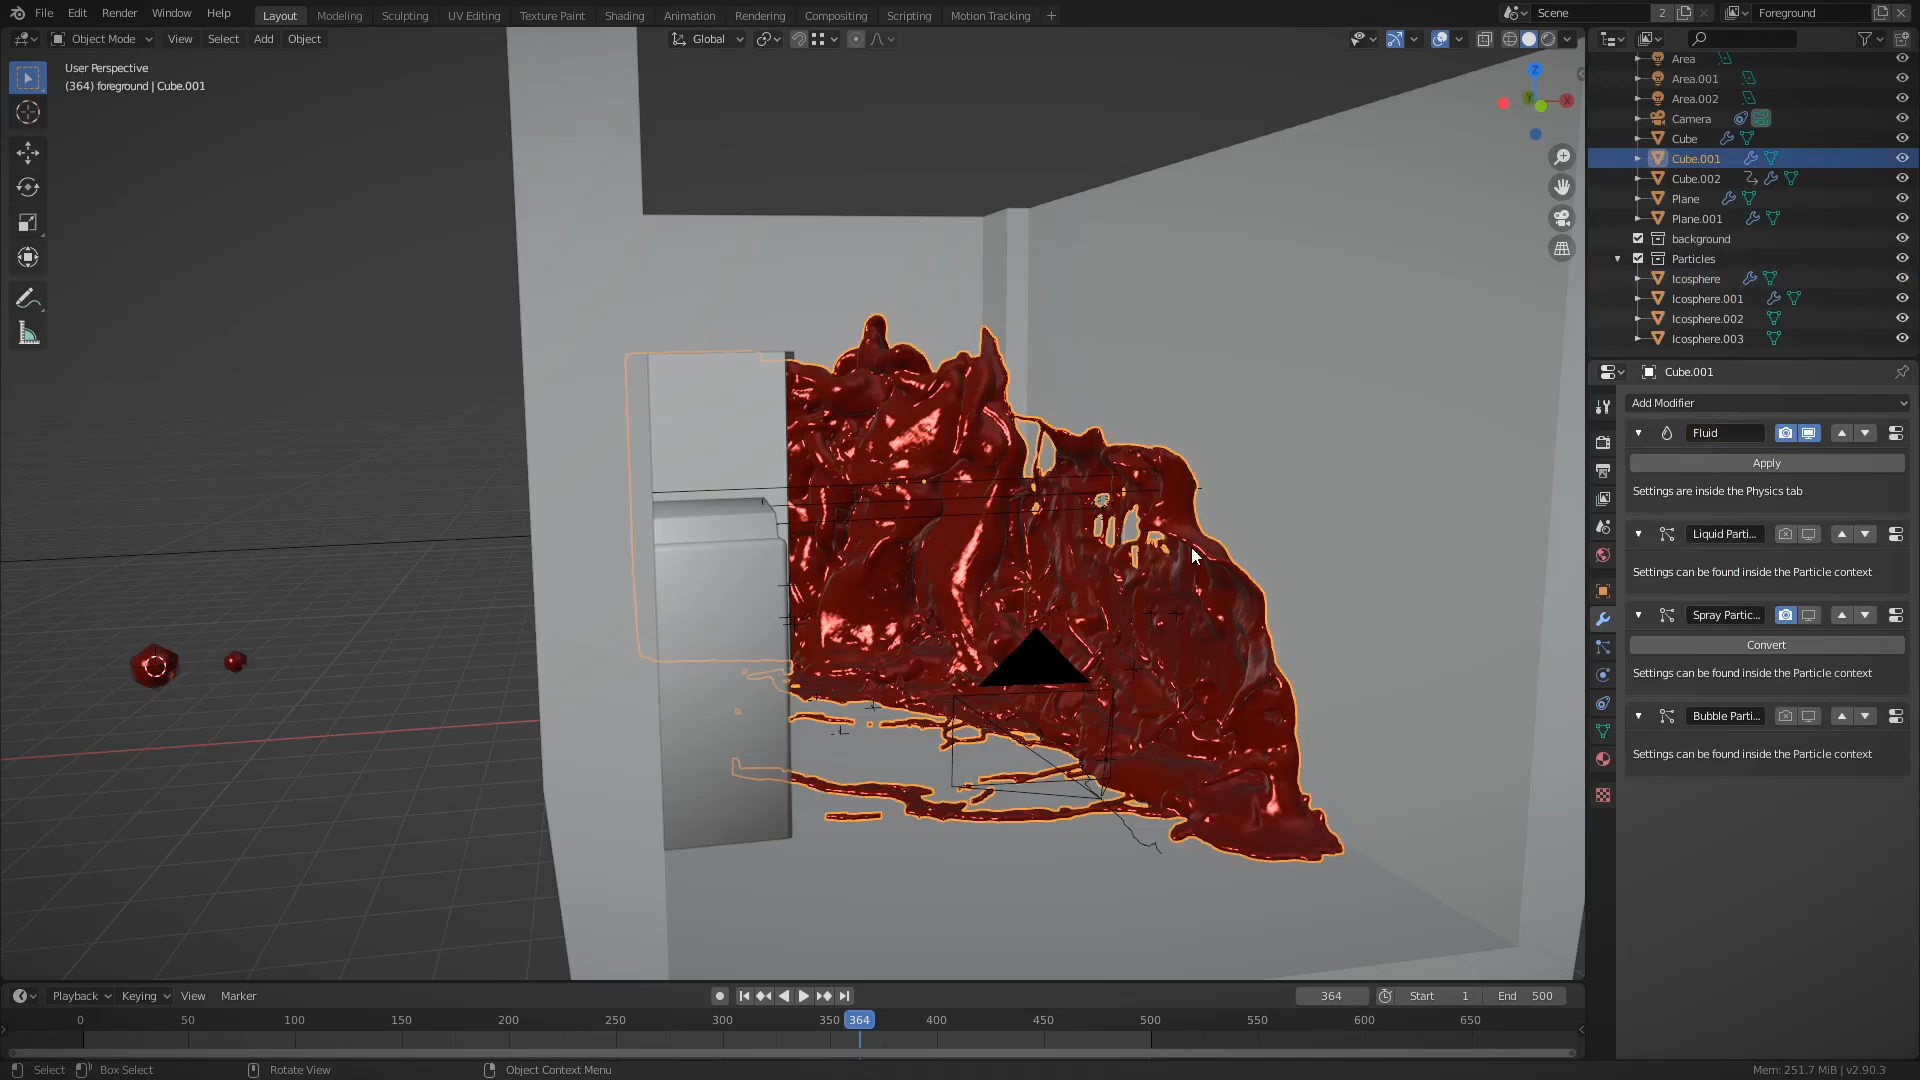 File Edit Render Window Help Layout Modeling Sculpting UV Editing Texture Paint Shading Animation Rendering Compositing Scripting Motion Tracking + Scene 2 Foreground
Object Mode View Select Add Object Global
User Perspective
(364) foreground | Cube.001
Z
Y
X
Area
Area.001
Area.002
Camera
Cube
Cube.001
Cube.002
Plane
Plane.001
background
Particles
Icosphere
Icosphere.001
Icosphere.002
Icosphere.003
Cube.001
Add Modifier
Fluid
Apply
Settings are inside the Physics tab
Liquid Parti...
Settings can be found inside the Particle context
Spray Partic...
Convert
Settings can be found inside the Particle context
Bubble Parti...
Settings can be found inside the Particle context
Playback Keying View Marker 364 Start 1 End 500
0 50 100 150 200 250 300 350 364 400 450 500 550 600 650
Select Box Select Rotate View Object Context Menu Mem: 251.7 MiB | v2.90.3